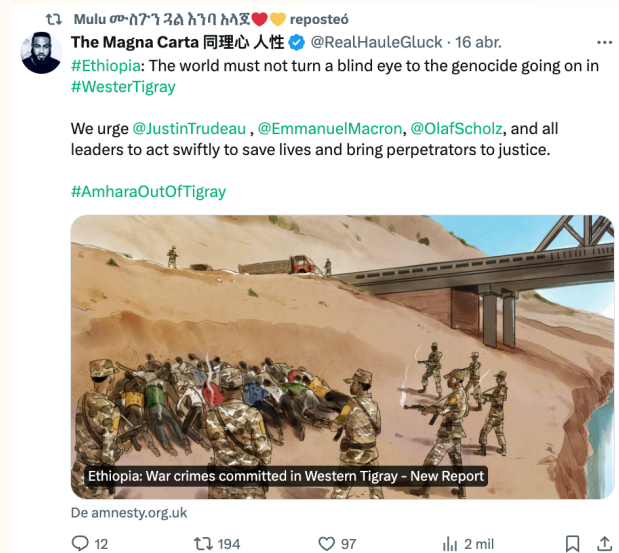 Mulu ሙስጉን ጓል እንባ አላጀ❤️💛 reposteó
The Magna Carta 同理心 人性 @RealHauleGluck · 16 abr.
#Ethiopia: The world must not turn a blind eye to the genocide going on in
#WesterTigray
We urge @JustinTrudeau , @EmmanuelMacron, @OlafScholz, and all
leaders to act swiftly to save lives and bring perpetrators to justice.
#AmharaOutOfTigray
Ethiopia: War crimes committed in Western Tigray - New Report
De amnesty.org.uk
12 194 97 2 mil